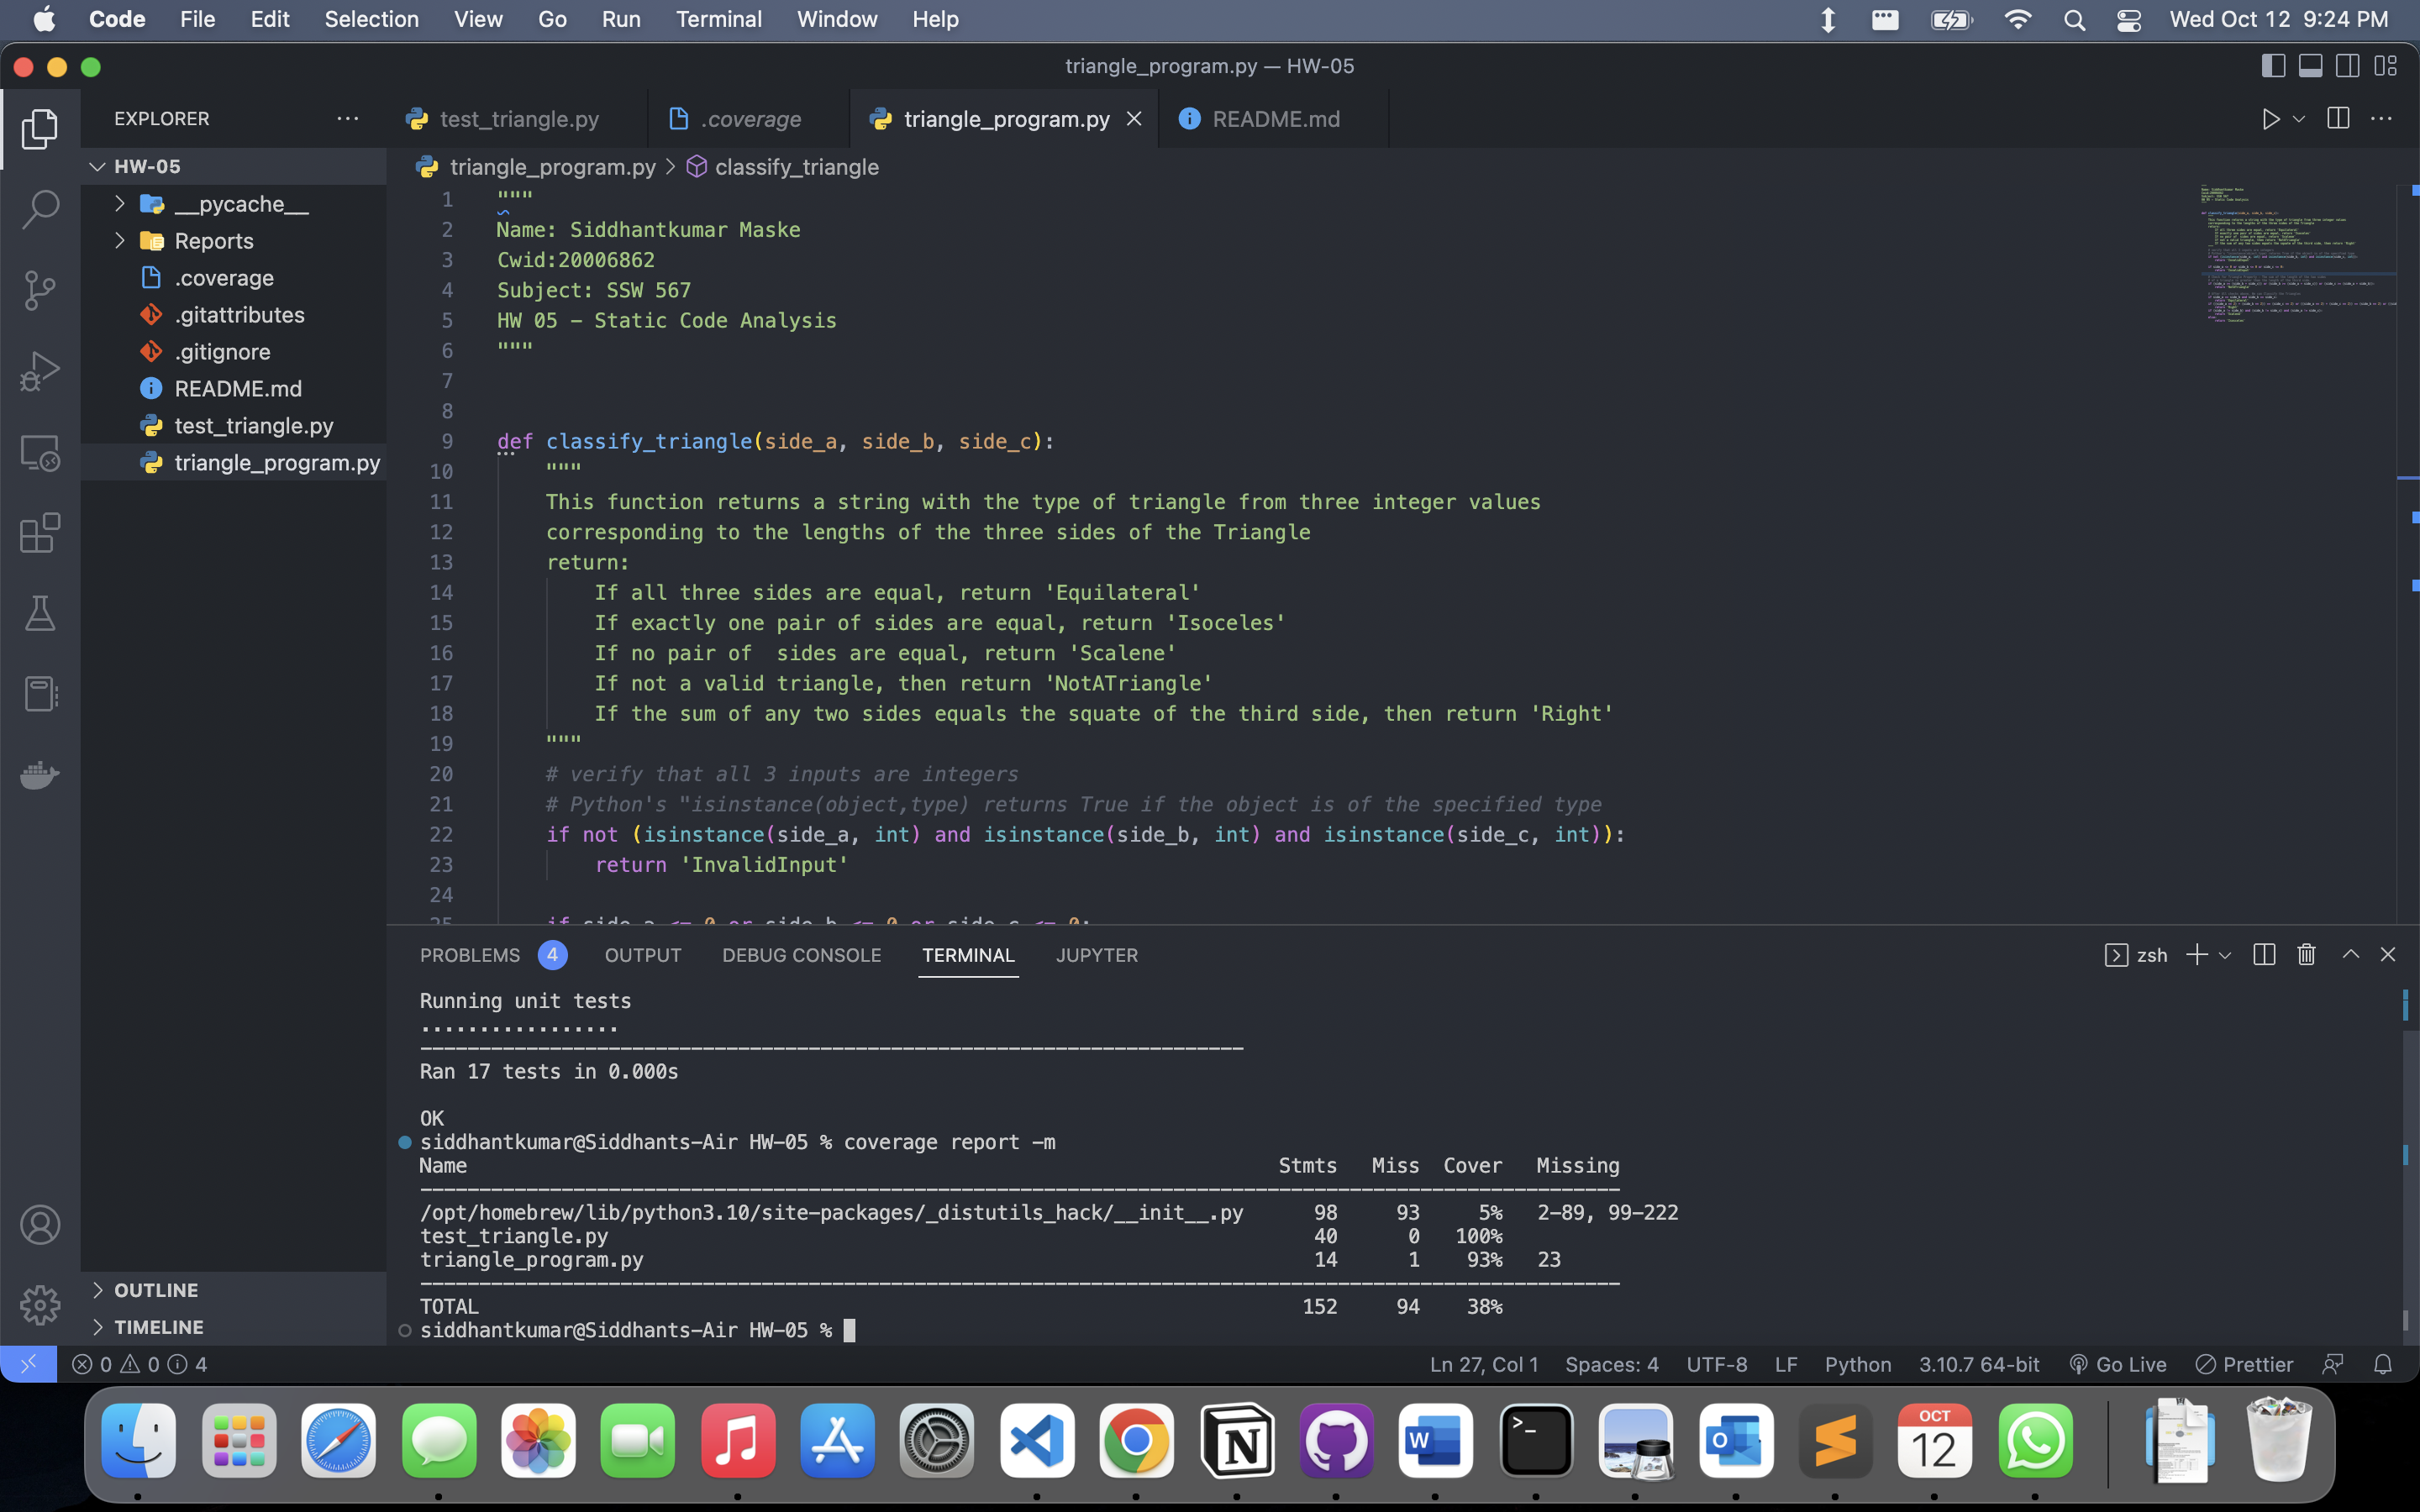 Code File Edit Selection View Go Run Terminal Window Help Wed Oct 12 9:24 PM
triangle_program.py — HW-05
EXPLORER
test_triangle.py .coverage triangle_program.py README.md
HW-05
__pycache__
Reports
.coverage
.gitattributes
.gitignore
README.md
test_triangle.py
triangle_program.py
OUTLINE
TIMELINE
triangle_program.py > classify_triangle
1 """
2 Name: Siddhantkumar Maske
3 Cwid:20006862
4 Subject: SSW 567
5 HW 05 - Static Code Analysis
6 """
7
8
9 def classify_triangle(side_a, side_b, side_c):
10 """
11 This function returns a string with the type of triangle from three integer values
12 corresponding to the lengths of the three sides of the Triangle
13 return:
14 If all three sides are equal, return 'Equilateral'
15 If exactly one pair of sides are equal, return 'Isoceles'
16 If no pair of  sides are equal, return 'Scalene'
17 If not a valid triangle, then return 'NotATriangle'
18 If the sum of any two sides equals the squate of the third side, then return 'Right'
19 """
20 # verify that all 3 inputs are integers
21 # Python's "isinstance(object,type) returns True if the object is of the specified type
22 if not (isinstance(side_a, int) and isinstance(side_b, int) and isinstance(side_c, int)):
23 return 'InvalidInput'
24
25 if side_a <= 0 or side_b <= 0 or side_c <= 0:
PROBLEMS 4 OUTPUT DEBUG CONSOLE TERMINAL JUPYTER zsh
Running unit tests
.................
----------------------------------------------------------------------
Ran 17 tests in 0.000s
OK
siddhantkumar@Siddhants-Air HW-05 % coverage report -m
Name Stmts Miss Cover Missing
------------------------------------------------------------------------------------------------------
/opt/homebrew/lib/python3.10/site-packages/_distutils_hack/__init__.py 98 93 5% 2-89, 99-222
test_triangle.py 40 0 100%
triangle_program.py 14 1 93% 23
------------------------------------------------------------------------------------------------------
TOTAL 152 94 38%
siddhantkumar@Siddhants-Air HW-05 %
0 0 4 Ln 27, Col 1 Spaces: 4 UTF-8 LF Python 3.10.7 64-bit Go Live Prettier
OCT
12